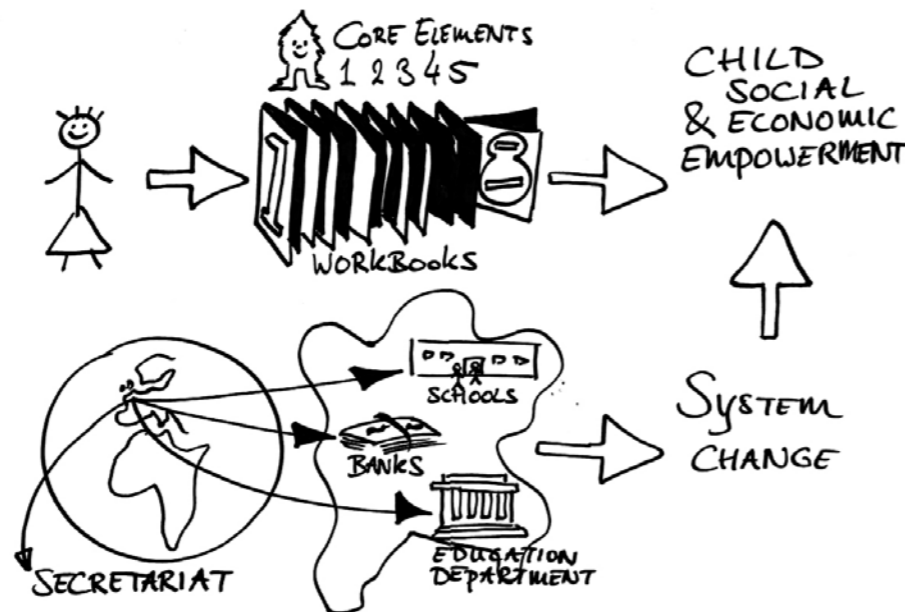 CORE ELEMENTS
1 2 3 4 5
WORKBOOKS
CHILD
SOCIAL
& ECONOMIC
EMPOWERMENT
SCHOOLS
BANKS
EDUCATION
DEPARTMENT
SECRETARIAT
SYSTEM
CHANGE